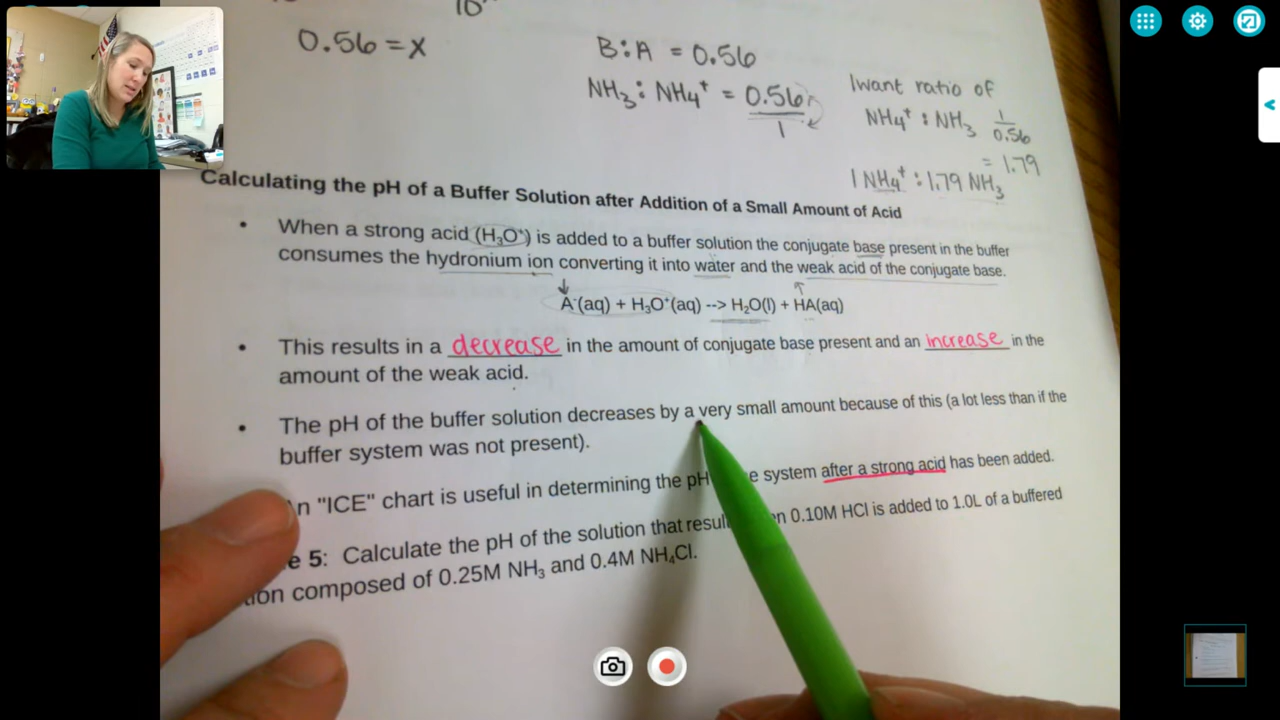 0.56 = x
B:A = 0.56
NH₃ : NH₄⁺ = 0.56
1
I want ratio of
NH₄⁺ : NH₃ 1
0.56
= 1.79
1 NH₄⁺ : 1.79 NH₃
Calculating the pH of a Buffer Solution after Addition of a Small Amount of Acid
• When a strong acid (H₃O⁺) is added to a buffer solution the conjugate base present in the buffer
consumes the hydronium ion converting it into water and the weak acid of the conjugate base.
A⁻(aq) + H₃O⁺(aq) --> H₂O(l) + HA(aq)
• This results in a decrease in the amount of conjugate base present and an increase in the
amount of the weak acid.
• The pH of the buffer solution decreases by a very small amount because of this (a lot less than if the
buffer system was not present).
"ICE" chart is useful in determining the pH system after a strong acid has been added.
5: Calculate the pH of the solution that 0.10M HCl is added to 1.0L of a buffered
composed of 0.25M NH₃ and 0.4M NH₄Cl.